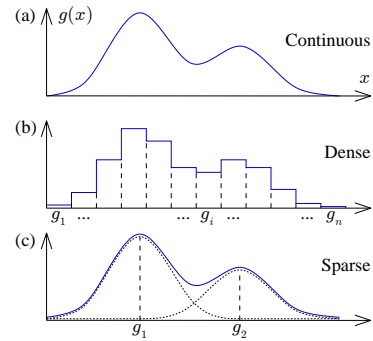 (a) g(x)
Continuous
x
(b)
Dense
g₁ ... ... gᵢ ... ... gₙ
(c)
Sparse
g₁ g₂